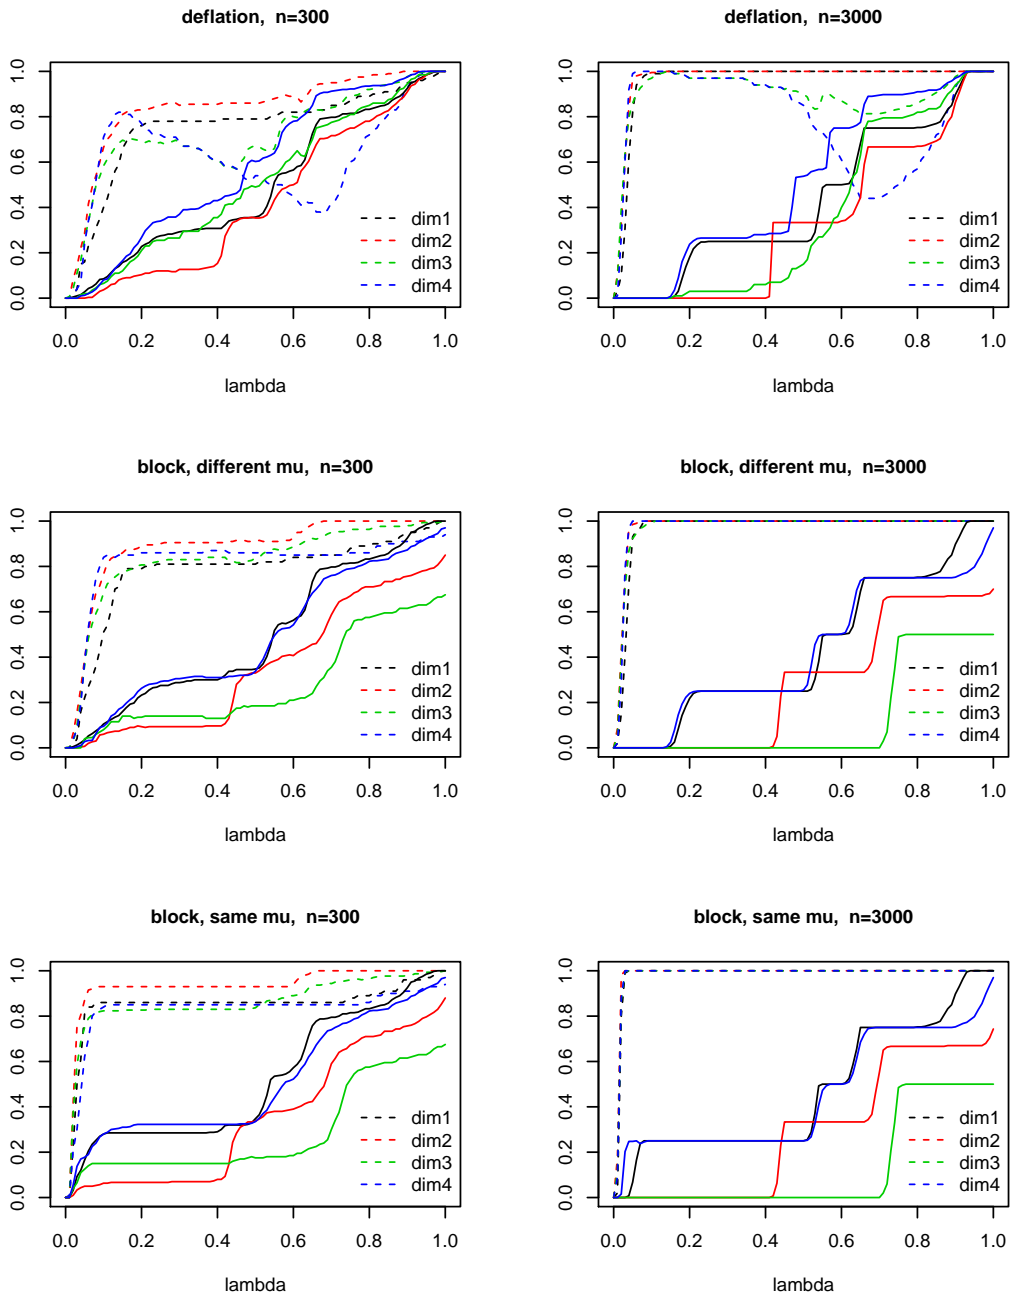 deflation, n=300
deflation, n=3000
0.0 0.2 0.4 0.6 0.8 1.0
dim1
dim2
dim3
dim4
0.0 0.2 0.4 0.6 0.8 1.0
lambda
0.0 0.2 0.4 0.6 0.8 1.0
dim1
dim2
dim3
dim4
0.0 0.2 0.4 0.6 0.8 1.0
lambda
block, different mu, n=300
block, different mu, n=3000
0.0 0.2 0.4 0.6 0.8 1.0
dim1
dim2
dim3
dim4
0.0 0.2 0.4 0.6 0.8 1.0
lambda
0.0 0.2 0.4 0.6 0.8 1.0
dim1
dim2
dim3
dim4
0.0 0.2 0.4 0.6 0.8 1.0
lambda
block, same mu, n=300
block, same mu, n=3000
0.0 0.2 0.4 0.6 0.8 1.0
dim1
dim2
dim3
dim4
0.0 0.2 0.4 0.6 0.8 1.0
lambda
0.0 0.2 0.4 0.6 0.8 1.0
dim1
dim2
dim3
dim4
0.0 0.2 0.4 0.6 0.8 1.0
lambda